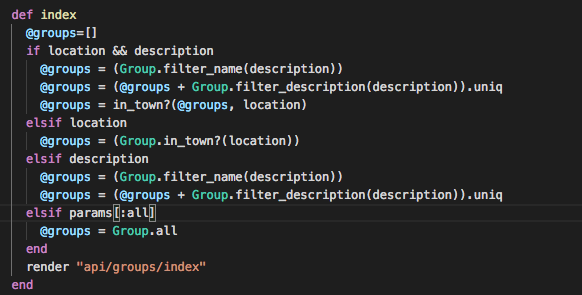 def index
  @groups=[]
  if location && description
    @groups = (Group.filter_name(description))
    @groups = (@groups + Group.filter_description(description)).uniq
    @groups = in_town?(@groups, location)
  elsif location
    @groups = (Group.in_town?(location))
  elsif description
    @groups = (Group.filter_name(description))
    @groups = (@groups + Group.filter_description(description)).uniq
  elsif params[:all]
    @groups = Group.all
  end
  render "api/groups/index"
end